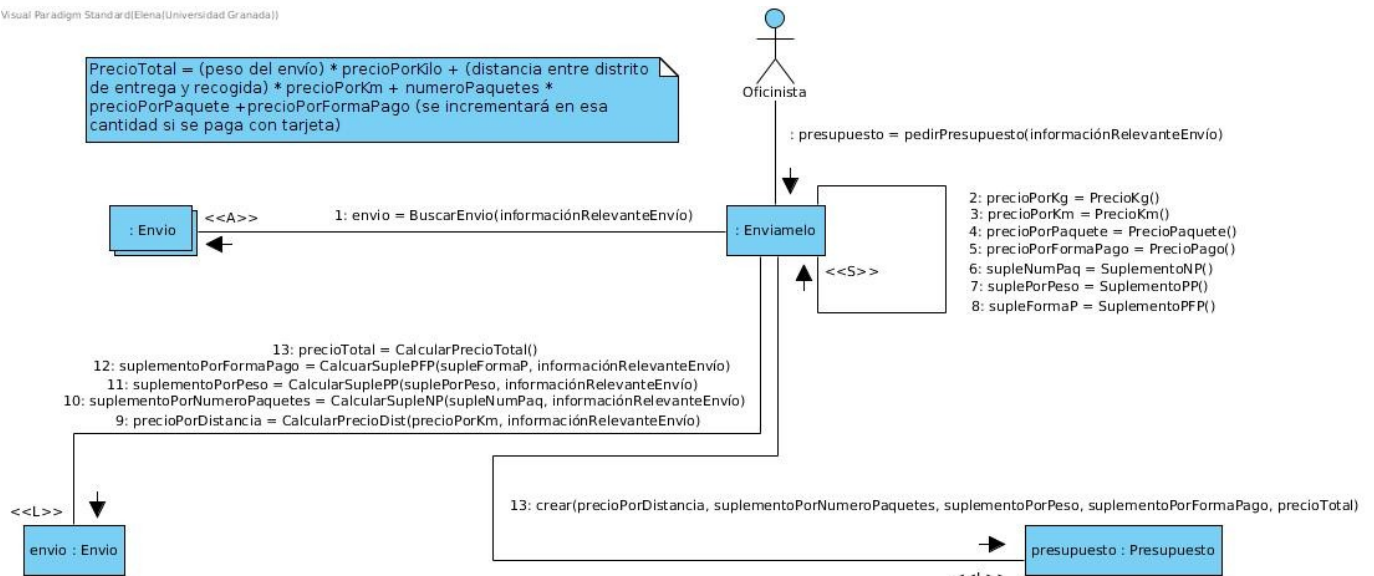 Visual Paradigm Standard(Elena(Universidad Granada))
PrecioTotal = (peso del envío) * precioPorKilo + (distancia entre distrito
de entrega y recogida) * precioPorKm + numeroPaquetes *
precioPorPaquete +precioPorFormaPago (se incrementará en esa
cantidad si se paga con tarjeta)
Oficinista
: presupuesto = pedirPresupuesto(informaciónRelevanteEnvío)
: Envio
<<A>>
1: envio = BuscarEnvio(informaciónRelevanteEnvío)
: Enviamelo
<<S>>
2: precioPorKg = PrecioKg()
3: precioPorKm = PrecioKm()
4: precioPorPaquete = PrecioPaquete()
5: precioPorFormaPago = PrecioPago()
6: supleNumPaq = SuplementoNP()
7: suplePorPeso = SuplementoPP()
8: supleFormaP = SuplementoPFP()
13: precioTotal = CalcularPrecioTotal()
12: suplementoPorFormaPago = CalcuarSuplePFP(supleFormaP, informaciónRelevanteEnvío)
11: suplementoPorPeso = CalcularSuplePP(suplePorPeso, informaciónRelevanteEnvío)
10: suplementoPorNumeroPaquetes = CalcularSupleNP(supleNumPaq, informaciónRelevanteEnvío)
9: precioPorDistancia = CalcularPrecioDist(precioPorKm, informaciónRelevanteEnvío)
<<L>>
envio : Envio
13: crear(precioPorDistancia, suplementoPorNumeroPaquetes, suplementoPorPeso, suplementoPorFormaPago, precioTotal)
presupuesto : Presupuesto